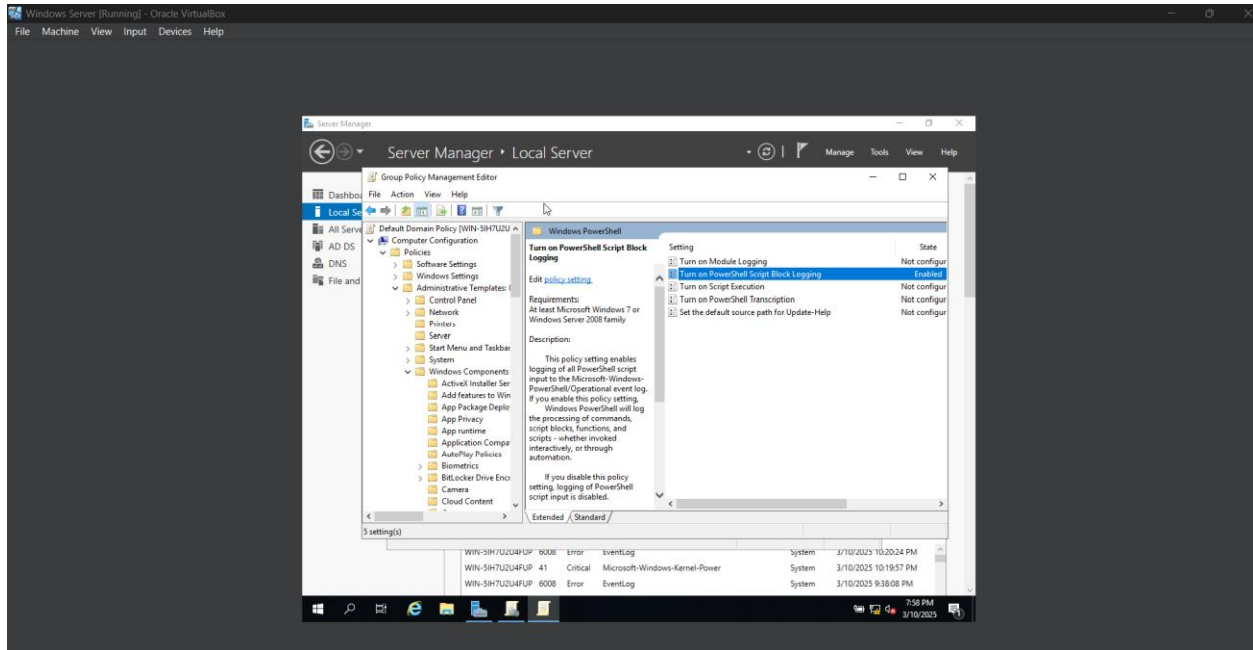 Windows Server [Running] - Oracle VirtualBox
File Machine View Input Devices Help
Server Manager
Server Manager • Local Server
Manage Tools View Help
Dashbo
Local Se
All Serve
AD DS
DNS
File and
Group Policy Management Editor
File Action View Help
Default Domain Policy [WIN-5IH7U2U
Computer Configuration
Policies
Software Settings
Windows Settings
Administrative Templates:
Control Panel
Network
Printers
Server
Start Menu and Taskbar
System
Windows Components
ActiveX Installer Ser
Add features to Win
App Package Deplo
App Privacy
App runtime
Application Compa
AutoPlay Policies
Biometrics
BitLocker Drive Encr
Camera
Cloud Content
Windows PowerShell
Turn on PowerShell Script Block
Logging
Edit policy setting
Requirements:
At least Microsoft Windows 7 or
Windows Server 2008 family
Description:
This policy setting enables
logging of all PowerShell script
input to the Microsoft-Windows-
PowerShell/Operational event log.
If you enable this policy setting,
Windows PowerShell will log
the processing of commands,
script blocks, functions, and
scripts - whether invoked
interactively, or through
automation.
If you disable this policy
setting, logging of PowerShell
script input is disabled.
Setting State
Turn on Module Logging Not configur
Turn on PowerShell Script Block Logging Enabled
Turn on Script Execution Not configur
Turn on PowerShell Transcription Not configur
Set the default source path for Update-Help Not configur
Extended Standard
5 setting(s)
WIN-5IH7U2U4FUP 6008 Error EventLog System 3/10/2025 10:20:24 PM
WIN-5IH7U2U4FUP 41 Critical Microsoft-Windows-Kernel-Power System 3/10/2025 10:19:57 PM
WIN-5IH7U2U4FUP 6008 Error EventLog System 3/10/2025 9:38:08 PM
7:58 PM
3/10/2025